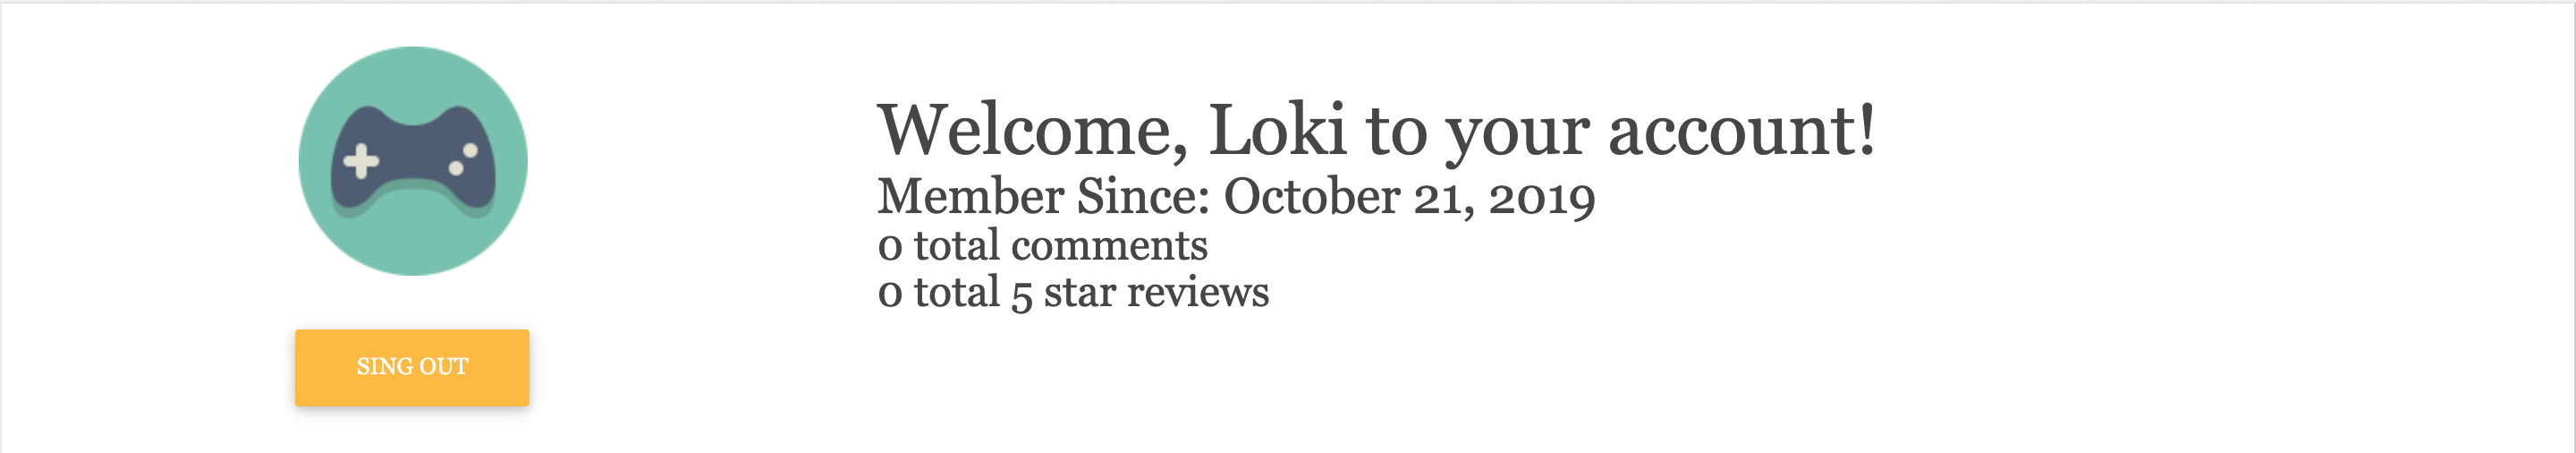 Welcome, Loki to your account!
Member Since: October 21, 2019
0 total comments
0 total 5 star reviews
SING OUT